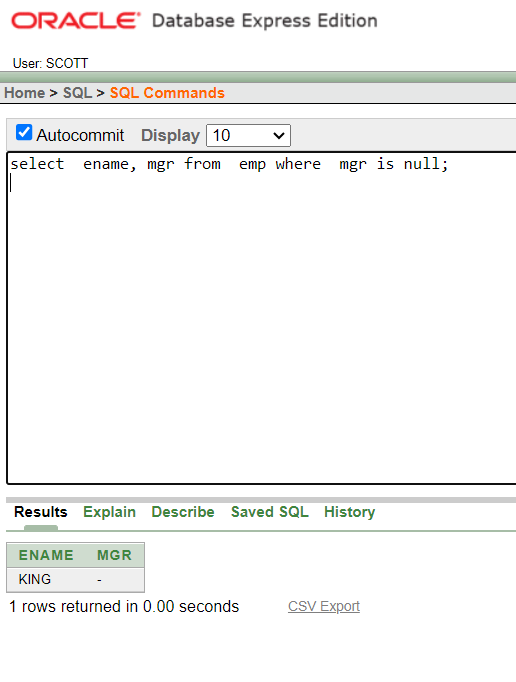 ORACLE® Database Express Edition
User: SCOTT
Home > SQL > SQL Commands
Autocommit Display 10
select  ename, mgr from  emp where  mgr is null;
Results Explain Describe Saved SQL History
ENAME MGR
KING -
1 rows returned in 0.00 seconds CSV Export